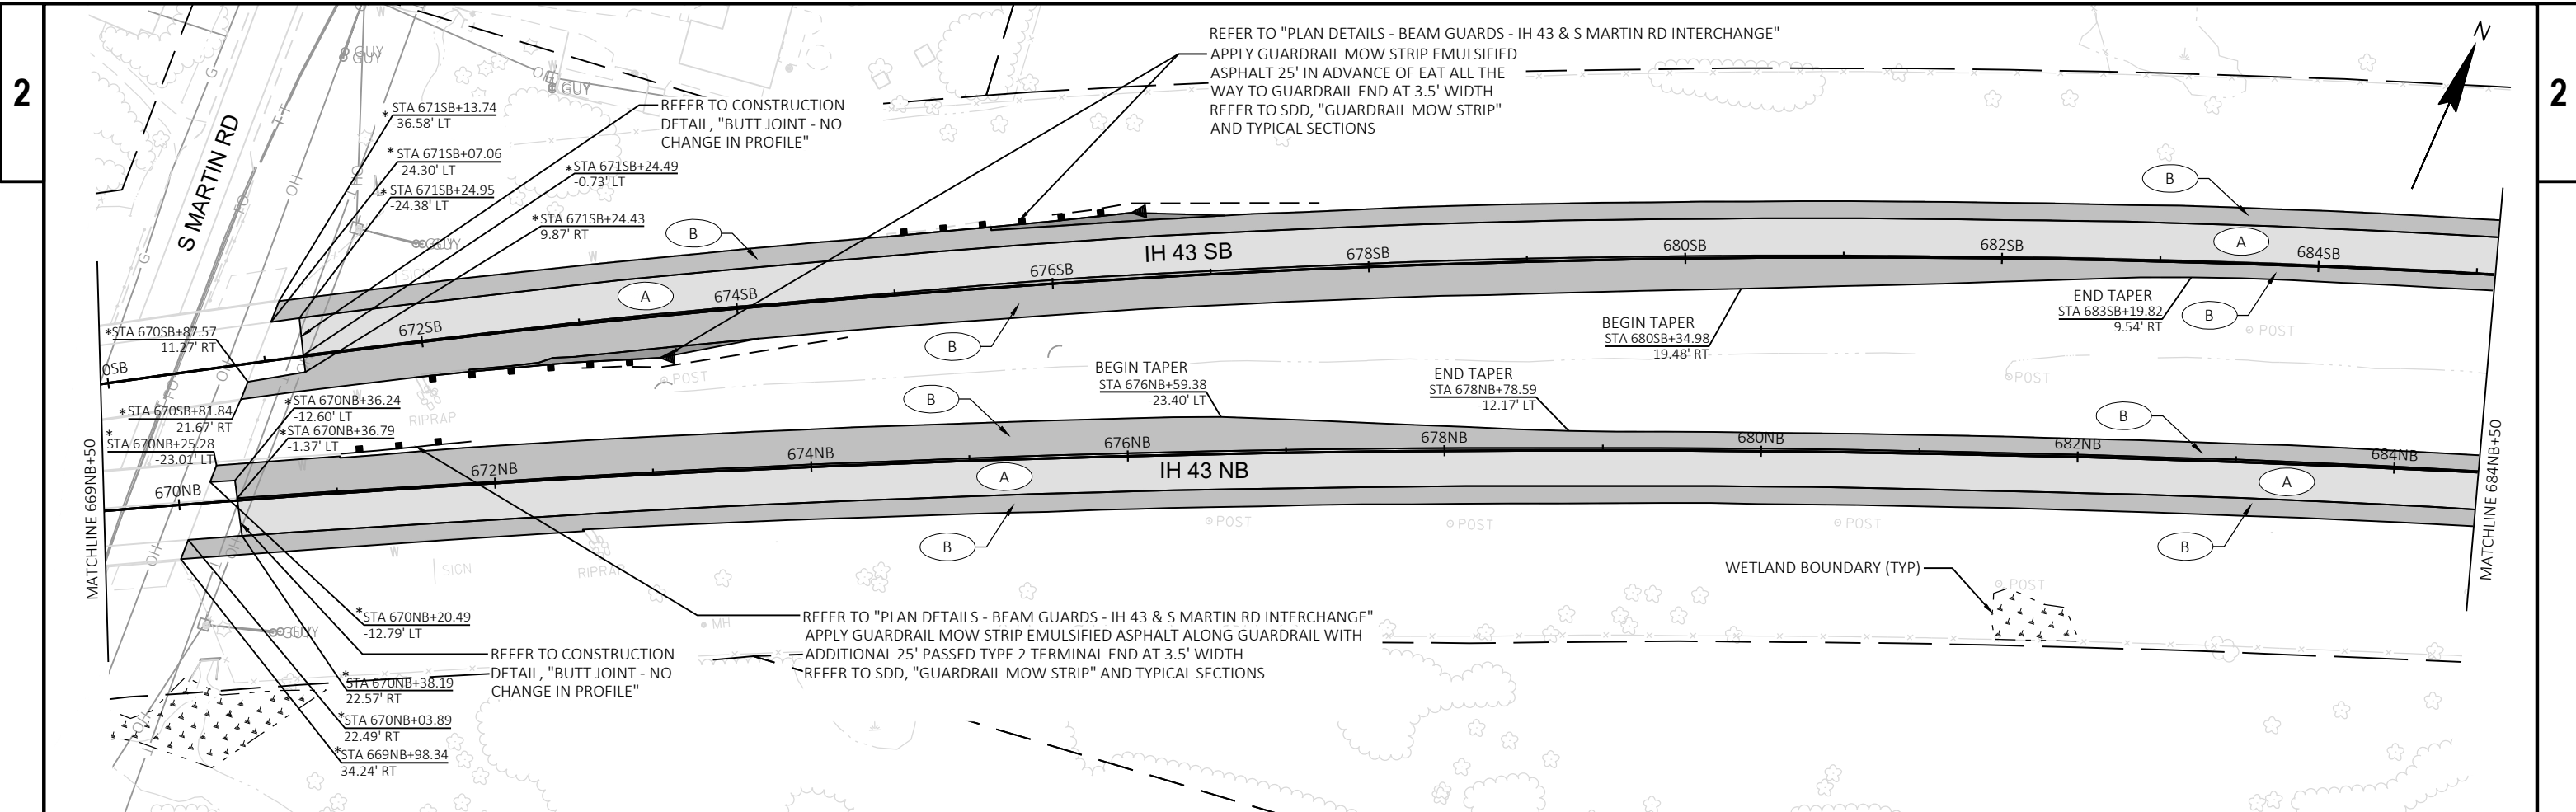 2
2
N
REFER TO "PLAN DETAILS - BEAM GUARDS - IH 43 & S MARTIN RD INTERCHANGE"
APPLY GUARDRAIL MOW STRIP EMULSIFIED
ASPHALT 25' IN ADVANCE OF EAT ALL THE
WAY TO GUARDRAIL END AT 3.5' WIDTH
REFER TO SDD, "GUARDRAIL MOW STRIP"
AND TYPICAL SECTIONS
GUY
GUY
GUY
GUY
REFER TO CONSTRUCTION
DETAIL, "BUTT JOINT - NO
CHANGE IN PROFILE"
*STA 671SB+13.74
-36.58' LT
*STA 671SB+07.06
-24.30' LT
*STA 671SB+24.95
-24.38' LT
*STA 671SB+24.49
-0.73' LT
*STA 671SB+24.43
9.87' RT
S MARTIN RD
G
T-T
OH
FO
OH
GUY
GUY
SIGN
W
B
B
A
IH 43 SB
A
672SB
674SB
676SB
678SB
680SB
682SB
684SB
0SB
B
B
BEGIN TAPER
STA 680SB+34.98
19.48' RT
END TAPER
STA 683SB+19.82
9.54' RT
POST
*STA 670SB+87.57
11.27' RT
*STA 670SB+81.84
21.67' RT
*STA 670NB+25.28
-23.01' LT
*STA 670NB+36.24
-12.60' LT
*STA 670NB+36.79
-1.37' LT
W
RIPRAP
POST
BEGIN TAPER
STA 676NB+59.38
-23.40' LT
END TAPER
STA 678NB+78.59
-12.17' LT
POST
B
B
W
670NB
672NB
674NB
676NB
678NB
680NB
682NB
684NB
A
IH 43 NB
A
MATCHLINE 669NB+50
MATCHLINE 684NB+50
B
B
POST
POST
POST
W
SIGN
RIPRAP
OH
OH
WETLAND BOUNDARY (TYP)
POST
GUY
GUY
MH
*STA 670NB+20.49
-12.79' LT
REFER TO "PLAN DETAILS - BEAM GUARDS - IH 43 & S MARTIN RD INTERCHANGE"
APPLY GUARDRAIL MOW STRIP EMULSIFIED ASPHALT ALONG GUARDRAIL WITH
ADDITIONAL 25' PASSED TYPE 2 TERMINAL END AT 3.5' WIDTH
REFER TO SDD, "GUARDRAIL MOW STRIP" AND TYPICAL SECTIONS
REFER TO CONSTRUCTION
DETAIL, "BUTT JOINT - NO
CHANGE IN PROFILE"
*STA 670NB+38.19
22.57' RT
*STA 670NB+03.89
22.49' RT
*STA 669NB+98.34
34.24' RT
OH